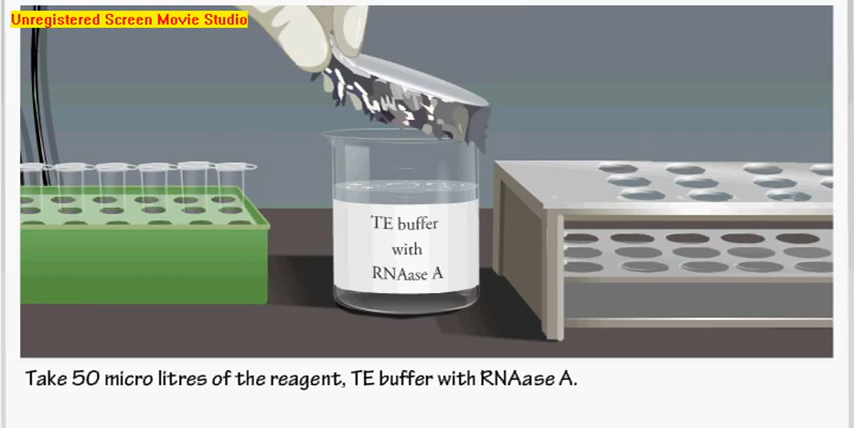 Unregistered Screen Movie Studio
TE buffer
with
RNAase A
Take 50 micro litres of the reagent, TE buffer with RNAase A.